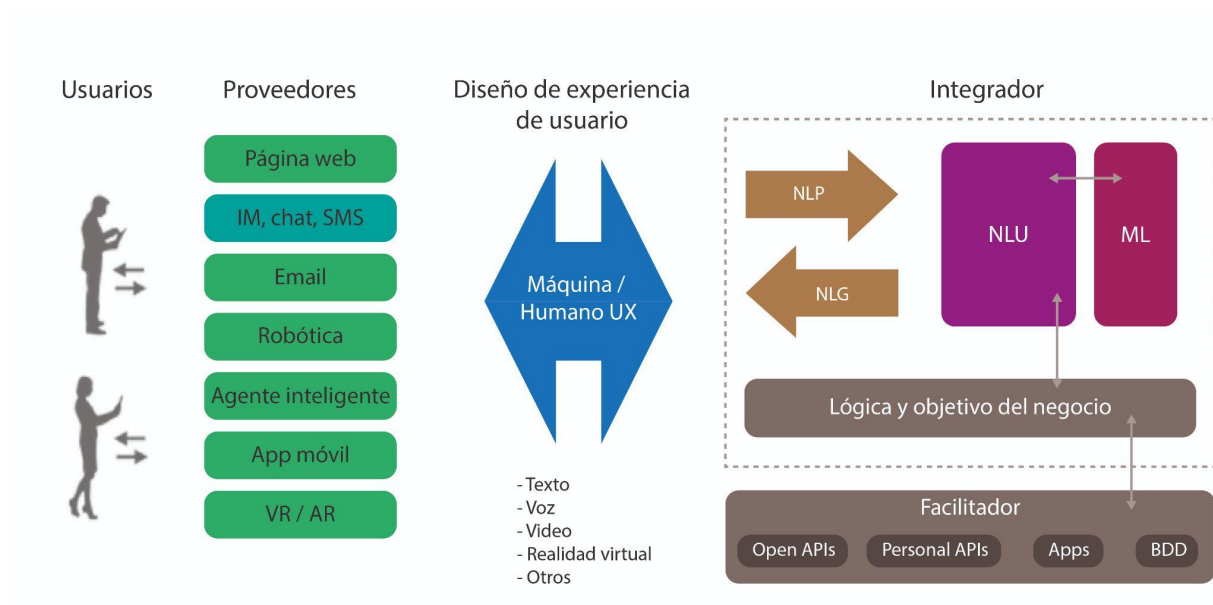 Usuarios
Proveedores
Página web
IM, chat, SMS
Email
Robótica
Agente inteligente
App móvil
VR / AR
Diseño de experiencia
de usuario
Máquina /
Humano UX
- Texto
- Voz
- Video
- Realidad virtual
- Otros
Integrador
NLP
NLG
NLU
ML
Lógica y objetivo del negocio
Facilitador
Open APIs
Personal APIs
Apps
BDD